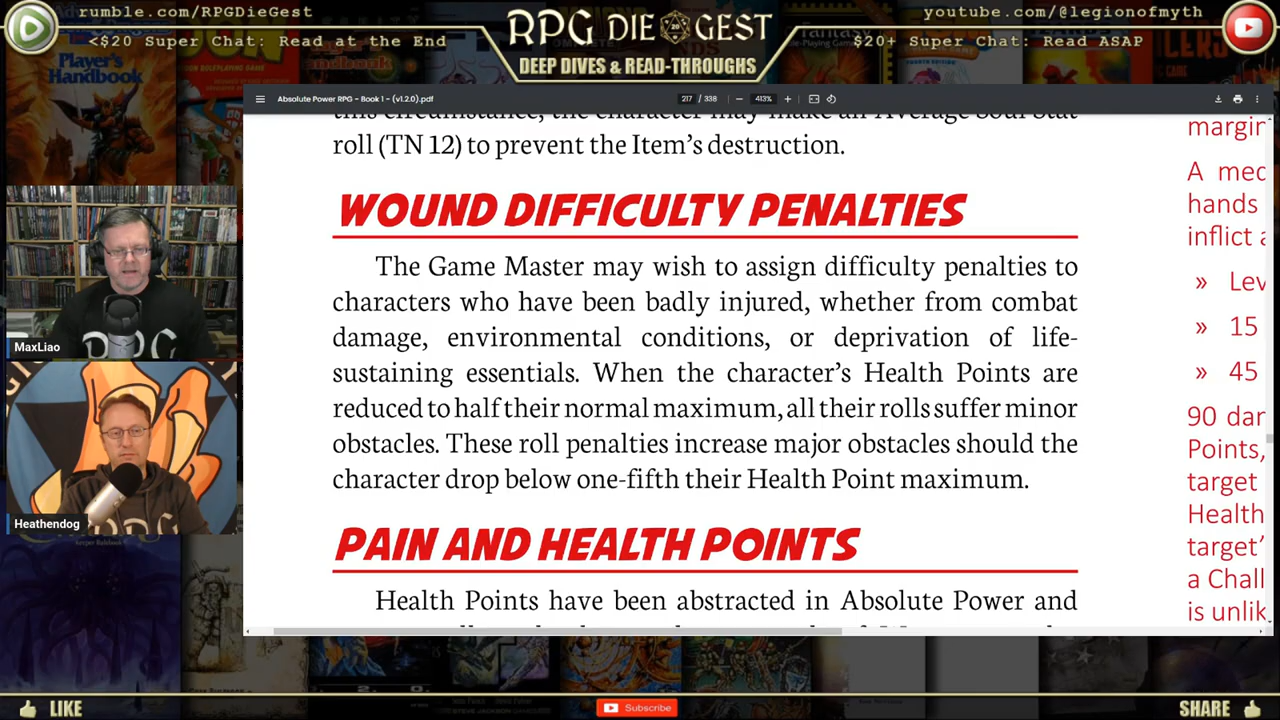 rumble.com/RPGDieGest
<$20 Super Chat: Read at the End
RPG DIE GEST
DEEP DIVES & READ-THROUGHS
youtube.com/@legionofmyth
$20+ Super Chat: Read ASAP
Player's
Handbook
Absolute Power RPG - Book 1 - (v1.2.0).pdf
217 / 338
413%
roll (TN 12) to prevent the Item's destruction.
WOUND DIFFICULTY PENALTIES
The Game Master may wish to assign difficulty penalties to
characters who have been badly injured, whether from combat
damage, environmental conditions, or deprivation of life-
sustaining essentials. When the character's Health Points are
reduced to half their normal maximum, all their rolls suffer minor
obstacles. These roll penalties increase major obstacles should the
character drop below one-fifth their Health Point maximum.
PAIN AND HEALTH POINTS
Health Points have been abstracted in Absolute Power and
margin
A mec
hands
inflict a
» Lev
» 15
» 45
90 dar
Points,
target
Health
target'
a Chall
is unlik
MaxLiao
Heathendog
LIKE
Subscribe
SHARE